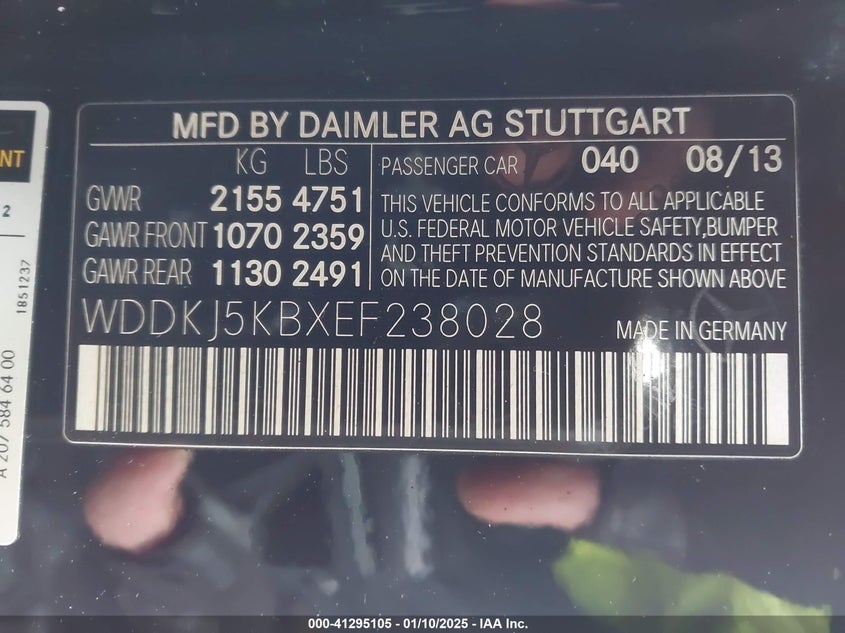 MFD BY DAIMLER AG STUTTGART
KG LBS
GVWR 2155 4751
GAWR FRONT 1070 2359
GAWR REAR 1130 2491
PASSENGER CAR 040 08/13
THIS VEHICLE CONFORMS TO ALL APPLICABLE
U.S. FEDERAL MOTOR VEHICLE SAFETY,BUMPER
AND THEFT PREVENTION STANDARDS IN EFFECT
ON THE DATE OF MANUFACTURE SHOWN ABOVE
WDDKJ5KBXEF238028 MADE IN GERMANY
NT
2
1851237
A 207 584 64 00
000-41295105 - 01/10/2025 - IAA Inc.